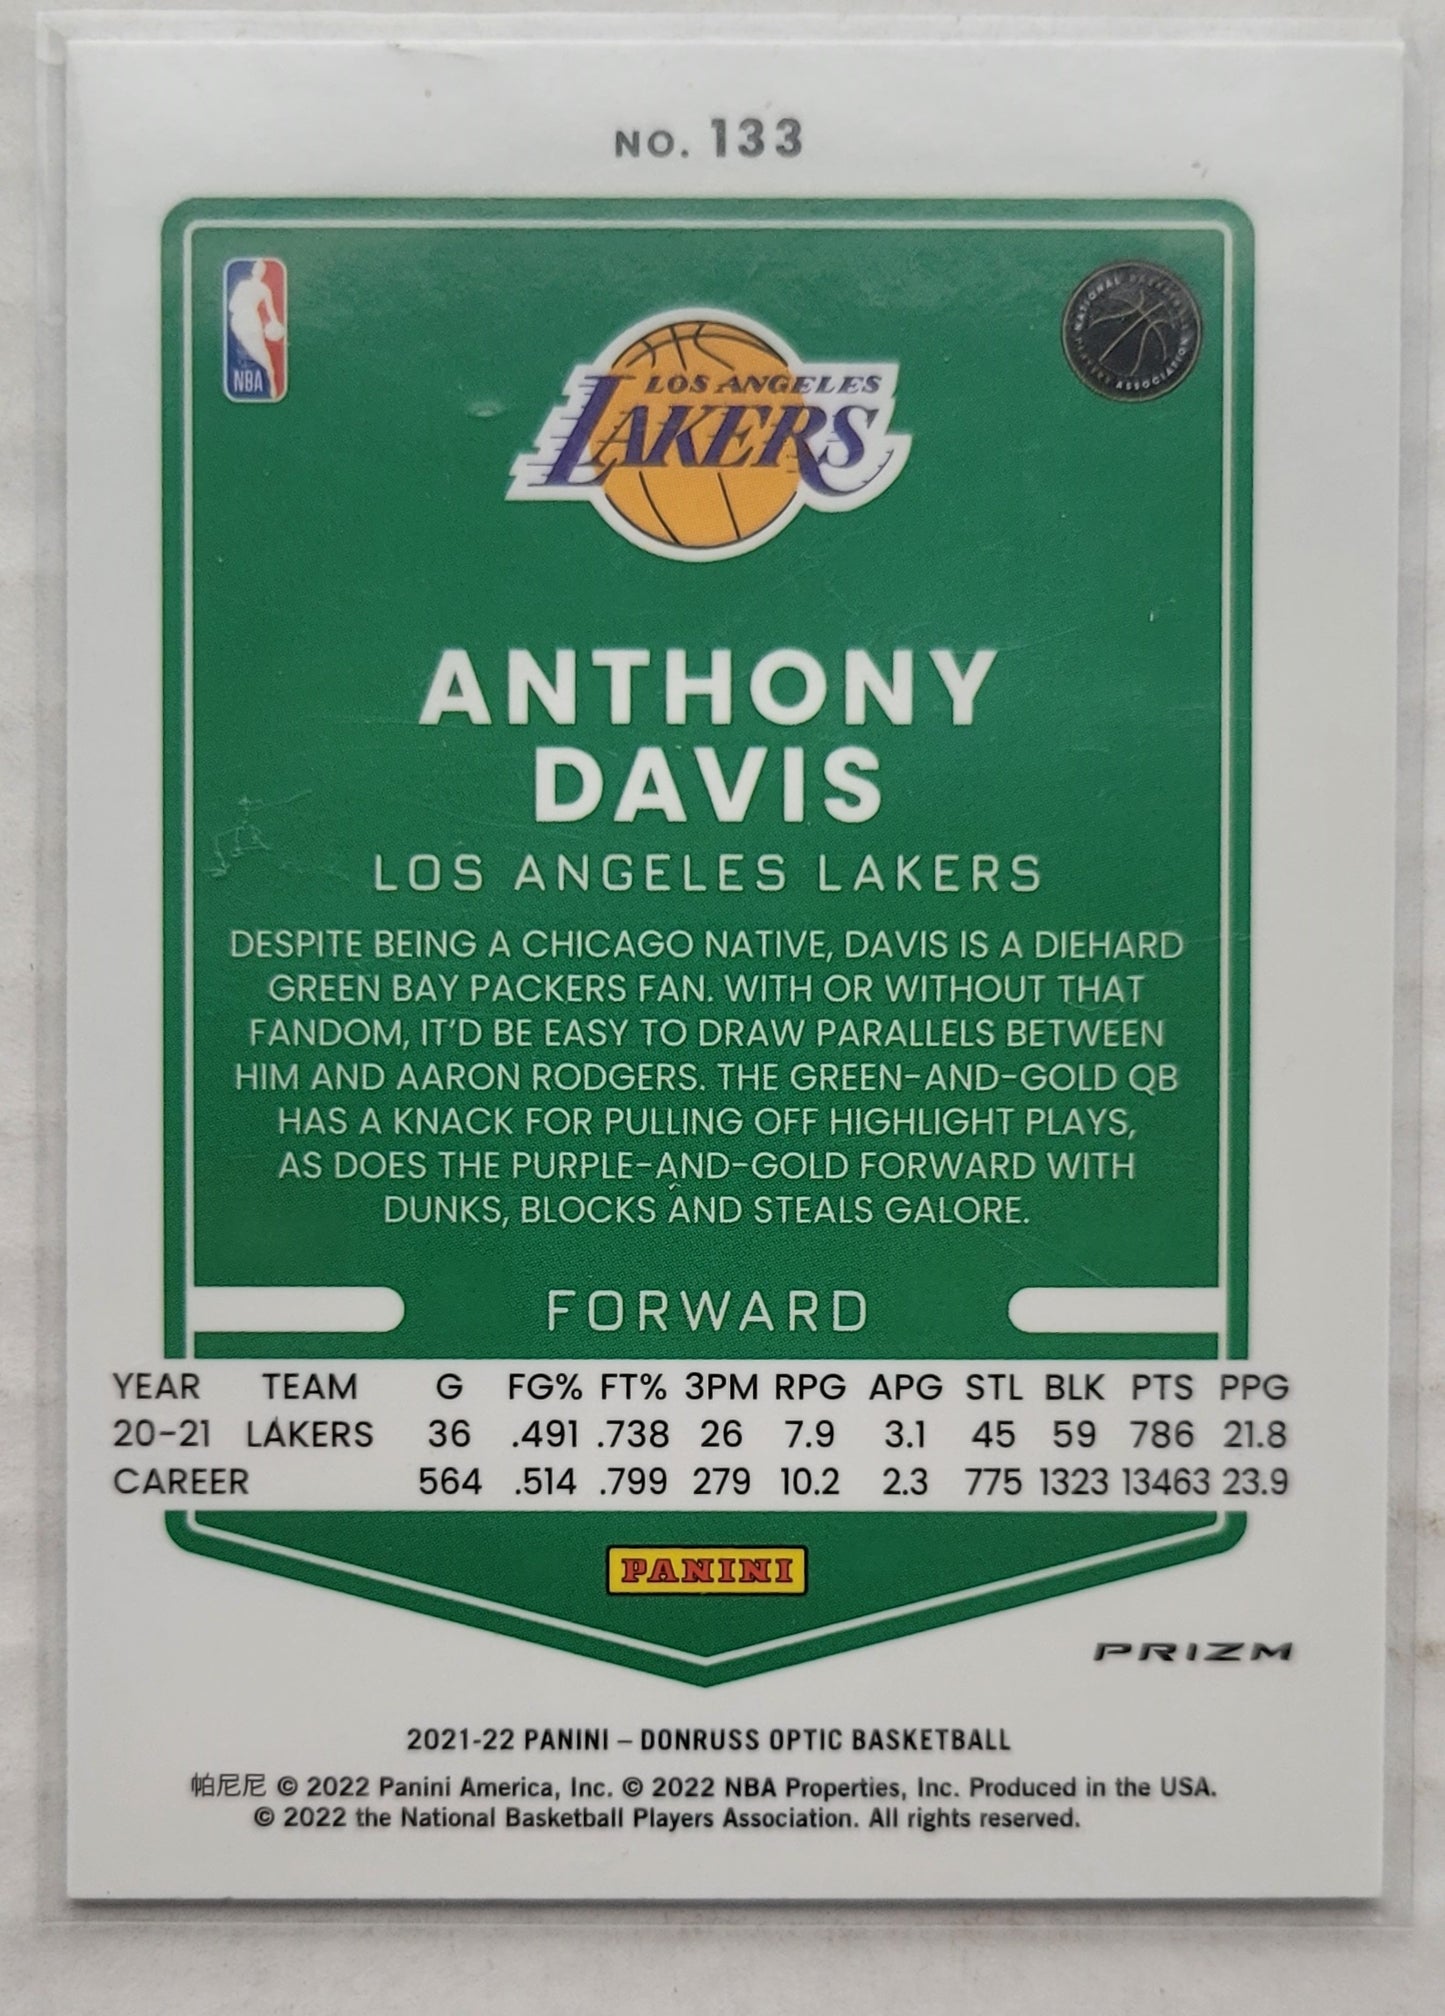 NO. 133
NBA
NATIONAL BASKETBALL PLAYERS ASSOCIATION
LOS ANGELES
LAKERS
ANTHONY
DAVIS
LOS ANGELES LAKERS
DESPITE BEING A CHICAGO NATIVE, DAVIS IS A DIEHARD
GREEN BAY PACKERS FAN. WITH OR WITHOUT THAT
FANDOM, IT'D BE EASY TO DRAW PARALLELS BETWEEN
HIM AND AARON RODGERS. THE GREEN-AND-GOLD QB
HAS A KNACK FOR PULLING OFF HIGHLIGHT PLAYS,
AS DOES THE PURPLE-AND-GOLD FORWARD WITH
DUNKS, BLOCKS AND STEALS GALORE.
FORWARD
YEAR TEAM G FG% FT% 3PM RPG APG STL BLK PTS PPG
20-21 LAKERS 36 .491 .738 26 7.9 3.1 45 59 786 21.8
CAREER 564 .514 .799 279 10.2 2.3 775 1323 13463 23.9
PANINI
PRIZM
2021-22 PANINI – DONRUSS OPTIC BASKETBALL
帕尼尼 © 2022 Panini America, Inc. © 2022 NBA Properties, Inc. Produced in the USA.
© 2022 the National Basketball Players Association. All rights reserved.